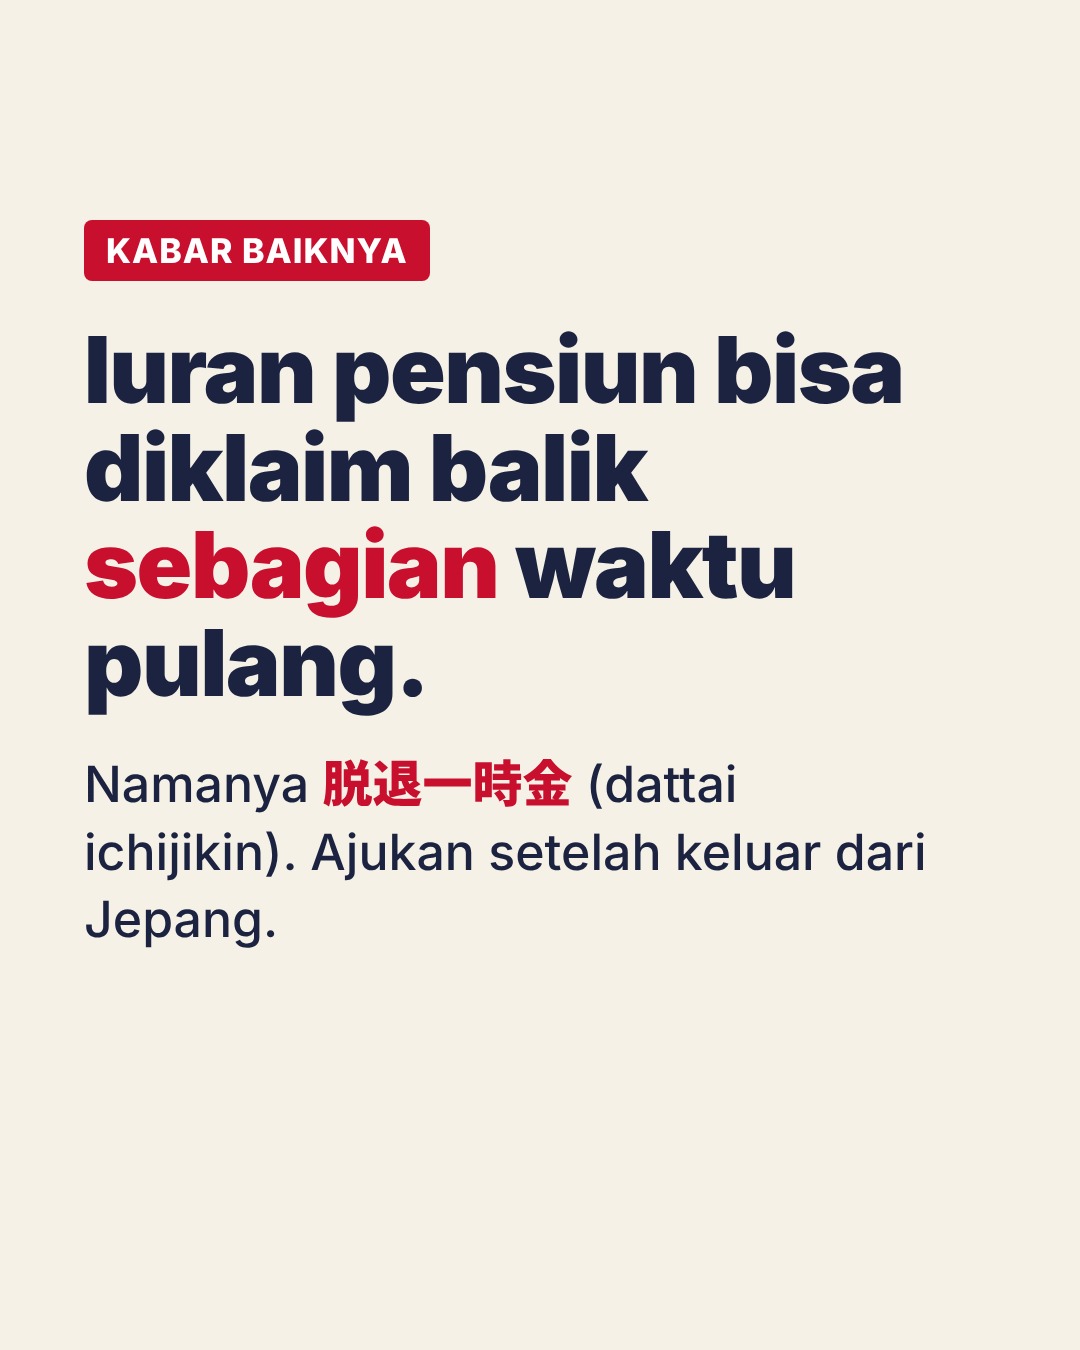 KABAR BAIKNYA
Iuran pensiun bisa
diklaim balik
sebagian waktu
pulang.
Namanya 脱退一時金 (dattai
ichijikin). Ajukan setelah keluar dari
Jepang.